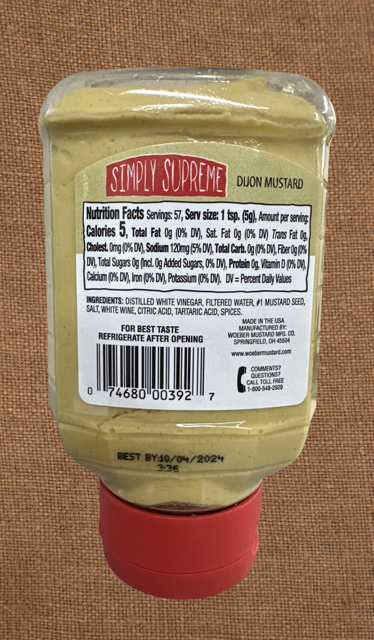 SIMPLY SUPREME DIJON MUSTARD
Nutrition Facts Servings: 57, Serv size: 1 tsp. (5g), Amount per serving:
Calories 5, Total Fat 0g (0% DV), Sat. Fat 0g (0% DV) Trans Fat 0g,
Cholest. 0mg (0% DV), Sodium 120mg (5% DV), Total Carb. 0g (0% DV), Fiber 0g (0%
DV), Total Sugars 0g (Incl. 0g Added Sugars, 0% DV), Protein 0g, Vitamin D (0% DV),
Calcium (0% DV), Iron (0% DV), Potassium (0% DV). DV = Percent Daily Values
INGREDIENTS: DISTILLED WHITE VINEGAR, FILTERED WATER, #1 MUSTARD SEED,
SALT, WHITE WINE, CITRIC ACID, TARTARIC ACID, SPICES.
FOR BEST TASTE
REFRIGERATE AFTER OPENING
0 74680 00392 7
MADE IN THE USA
MANUFACTURED BY:
WOEBER MUSTARD MFG. CO.
SPRINGFIELD, OH 45504
www.woebermustard.com
COMMENTS?
QUESTIONS?
CALL TOLL FREE
1-800-548-2929
BEST BY:10/04/2024
3:36